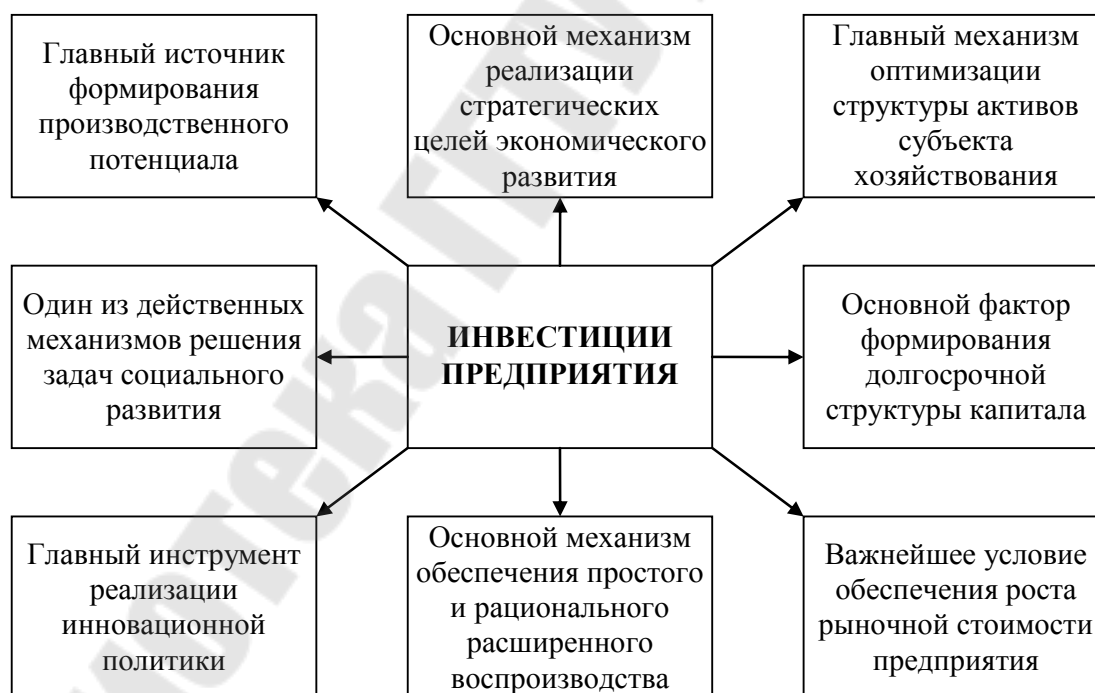 Главный источник
формирования
производственного
потенциала
Основной механизм
реализации
стратегических
целей экономического
развития
Главный механизм
оптимизации
структуры активов
субъекта
хозяйствования
Один из действенных
механизмов решения
задач социального
развития
ИНВЕСТИЦИИ
ПРЕДПРИЯТИЯ
Основной фактор
формирования
долгосрочной
структуры капитала
Главный инструмент
реализации
инновационной
политики
Основной механизм
обеспечения простого
и рационального
расширенного
воспроизводства
Важнейшее условие
обеспечения роста
рыночной стоимости
предприятия